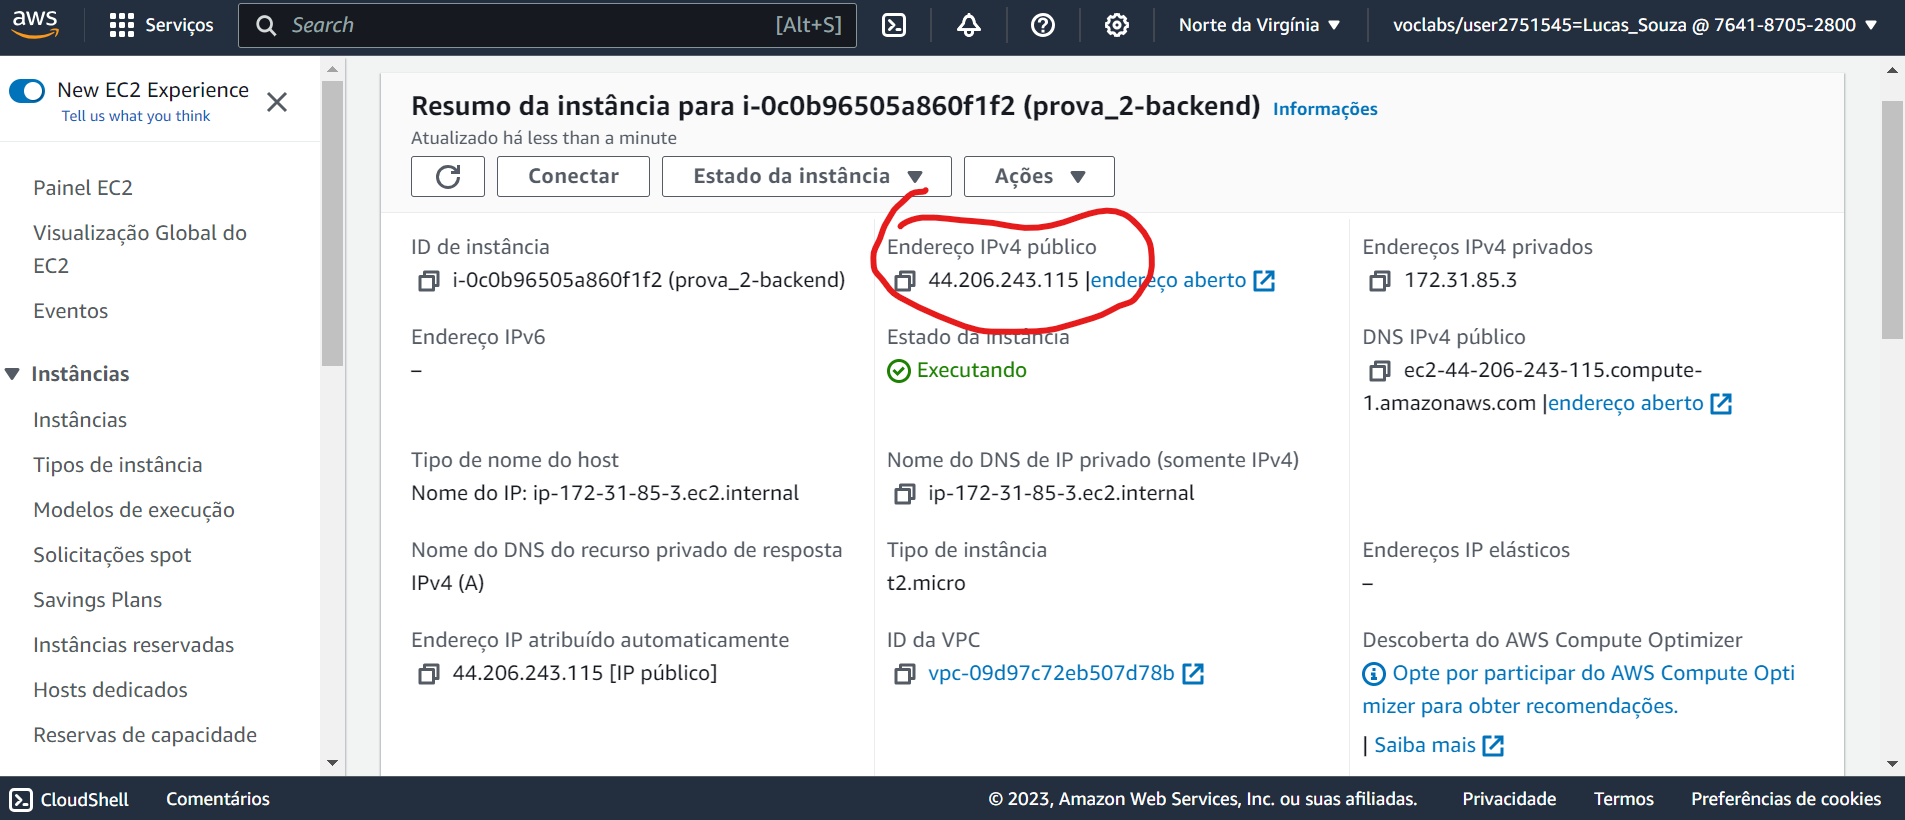 aws
Serviços
Search [Alt+S]
Norte da Virgínia
voclabs/user2751545=Lucas_Souza @ 7641-8705-2800
New EC2 Experience
Tell us what you think
Painel EC2
Visualização Global do
EC2
Eventos
Instâncias
Instâncias
Tipos de instância
Modelos de execução
Solicitações spot
Savings Plans
Instâncias reservadas
Hosts dedicados
Reservas de capacidade
Resumo da instância para i-0c0b96505a860f1f2 (prova_2-backend) Informações
Atualizado há less than a minute
Conectar
Estado da instância
Ações
ID de instância
i-0c0b96505a860f1f2 (prova_2-backend)
Endereço IPv4 público
44.206.243.115 |endereço aberto
Endereços IPv4 privados
172.31.85.3
Endereço IPv6
–
Estado da instância
Executando
DNS IPv4 público
ec2-44-206-243-115.compute-
1.amazonaws.com |endereço aberto
Tipo de nome do host
Nome do IP: ip-172-31-85-3.ec2.internal
Nome do DNS de IP privado (somente IPv4)
ip-172-31-85-3.ec2.internal
Nome do DNS do recurso privado de resposta
IPv4 (A)
Tipo de instância
t2.micro
Endereços IP elásticos
–
Endereço IP atribuído automaticamente
44.206.243.115 [IP público]
ID da VPC
vpc-09d97c72eb507d78b
Descoberta do AWS Compute Optimizer
Opte por participar do AWS Compute Opti
mizer para obter recomendações.
| Saiba mais
CloudShell
Comentários
© 2023, Amazon Web Services, Inc. ou suas afiliadas.
Privacidade
Termos
Preferências de cookies